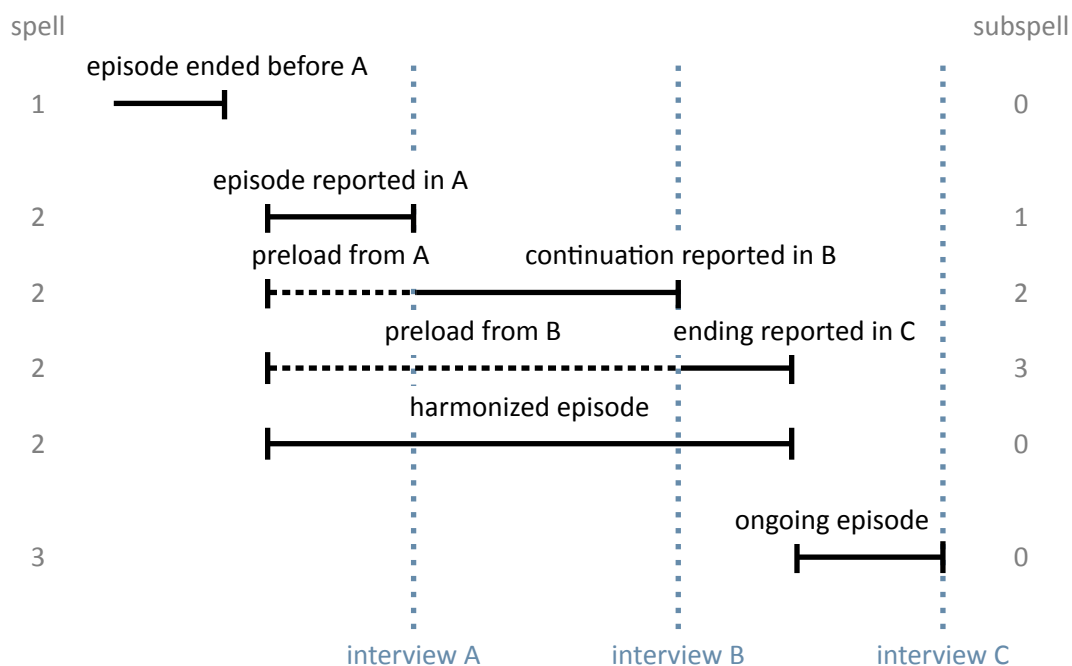 spell subspell
episode ended before A
1 0
episode reported in A
2 1
preload from A continuation reported in B
2 2
preload from B ending reported in C
2 3
harmonized episode
2 0
ongoing episode
3 0
interview A interview B interview C